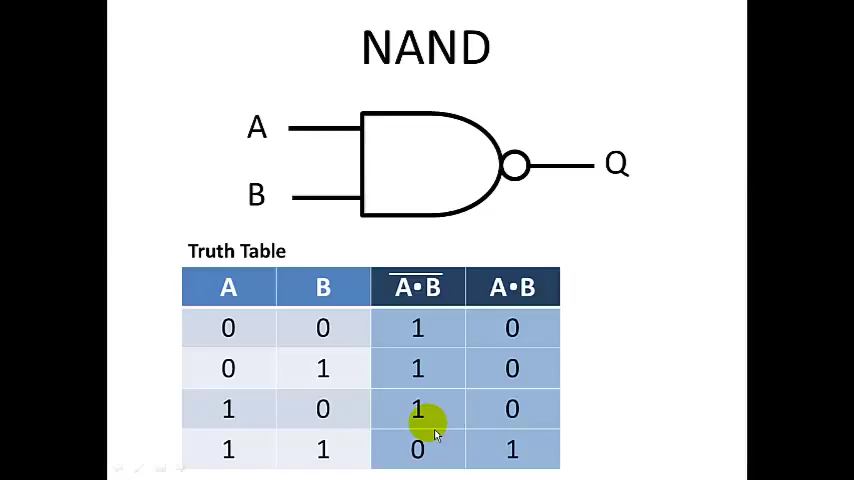 NAND
A
B
Q
Truth Table
A B A•B A•B
0 0 1 0
0 1 1 0
1 0 1 0
1 1 0 1